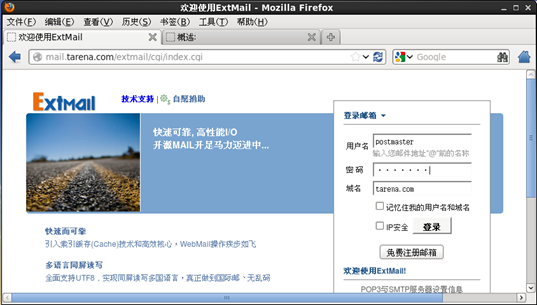 欢迎使用ExtMail - Mozilla Firefox
文件(F) 编辑(E) 查看(V) 历史(S) 书签(B) 工具(T) 帮助(H)
欢迎使用ExtMail
概述:
mail.tarena.com/extmail/cgi/index.cgi
Google
ExtMail
技术支持 | 自帮捐助
快速可靠, 高性能I/O
开源MAIL开足马力迈进中...
登录邮箱
用户名 postmaster
输入您邮件地址"@"前的名称
密 码 ·······
域名 tarena.com
记忆住我的用户名和域名
IP安全 登录
免费注册邮箱
快速而可靠
引入索引缓存(Cache)技术和高效核心，WebMail操作疾步如飞
多语言同屏读写
全面支持UTF8，实现同屏读写多国语言，真正做到国际邮，无乱码
欢迎使用ExtMail!
POP3与SMTP服务器设置信息